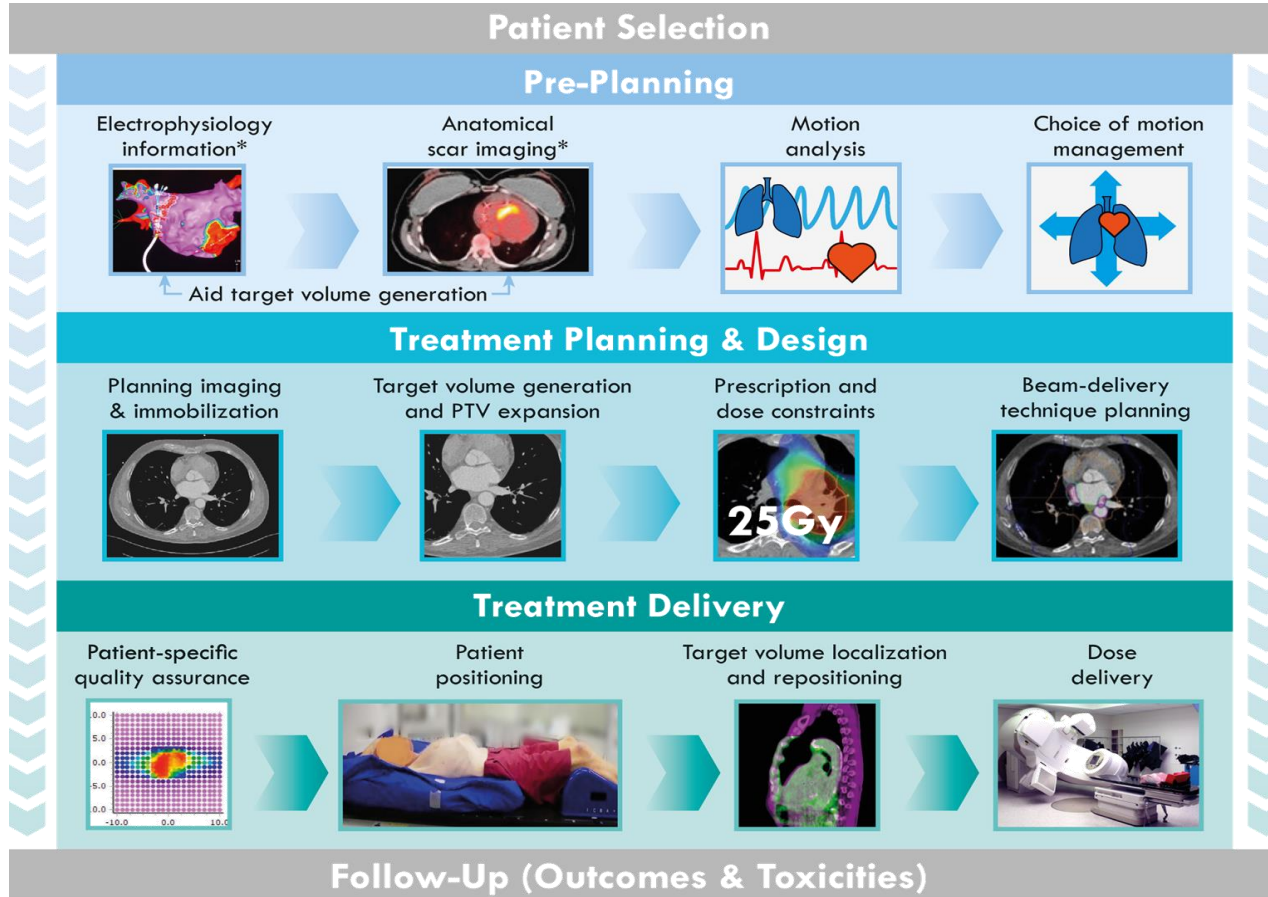 Patient Selection
Pre-Planning
Electrophysiology
information*
Anatomical
scar imaging*
Motion
analysis
Choice of motion
management
Aid target volume generation
Treatment Planning & Design
Planning imaging
& immobilization
Target volume generation
and PTV expansion
Prescription and
dose constraints
Beam-delivery
technique planning
25Gy
Treatment Delivery
Patient-specific
quality assurance
Patient
positioning
Target volume localization
and repositioning
Dose
delivery
.0.0
5.0
0.0
-5.0
.0.0
-10.0 0.0 10.0
Follow-Up (Outcomes & Toxicities)